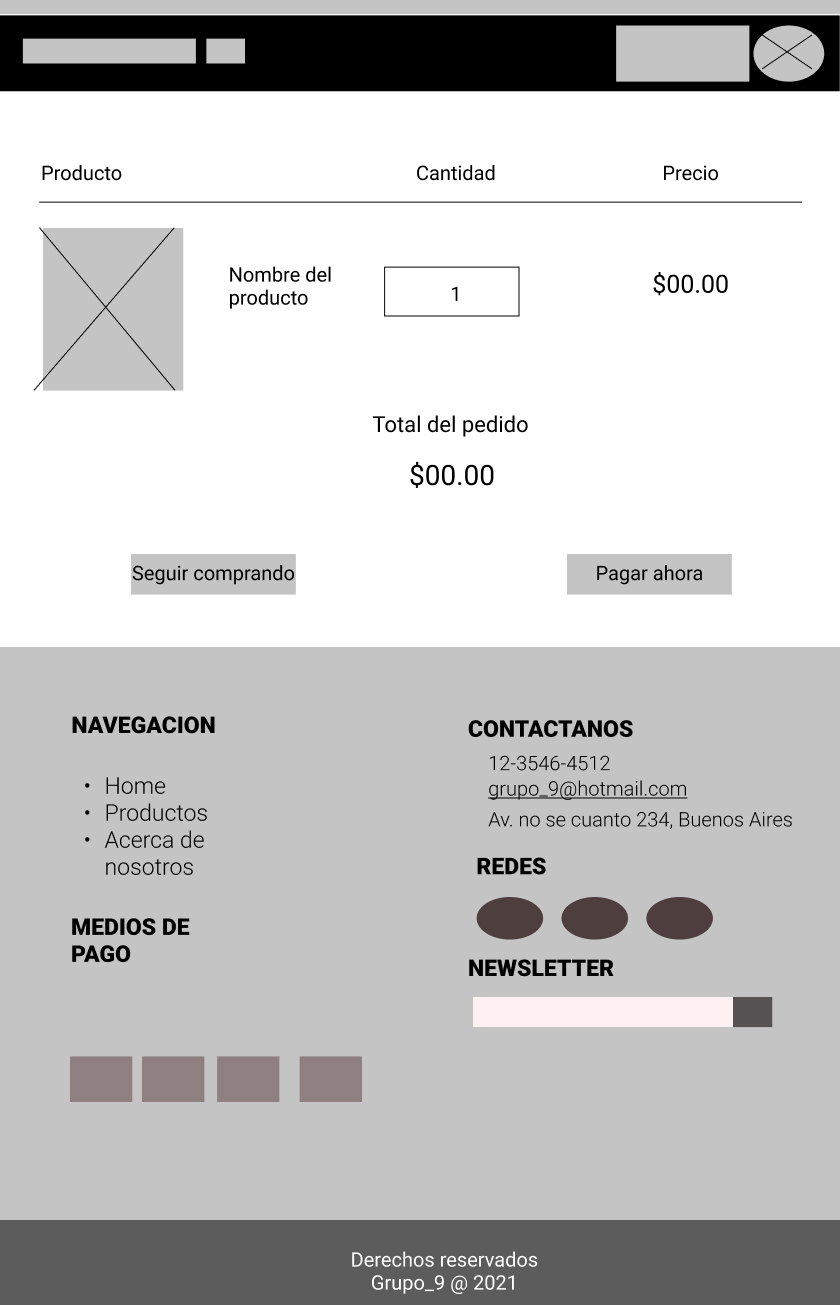 Producto
Cantidad
Precio
Nombre del
producto
1
$00.00
Total del pedido
$00.00
Seguir comprando
Pagar ahora
NAVEGACION
• Home
• Productos
• Acerca de
nosotros
MEDIOS DE
PAGO
CONTACTANOS
12-3546-4512
grupo_9@hotmail.com
Av. no se cuanto 234, Buenos Aires
REDES
NEWSLETTER
Derechos reservados
Grupo_9 @ 2021